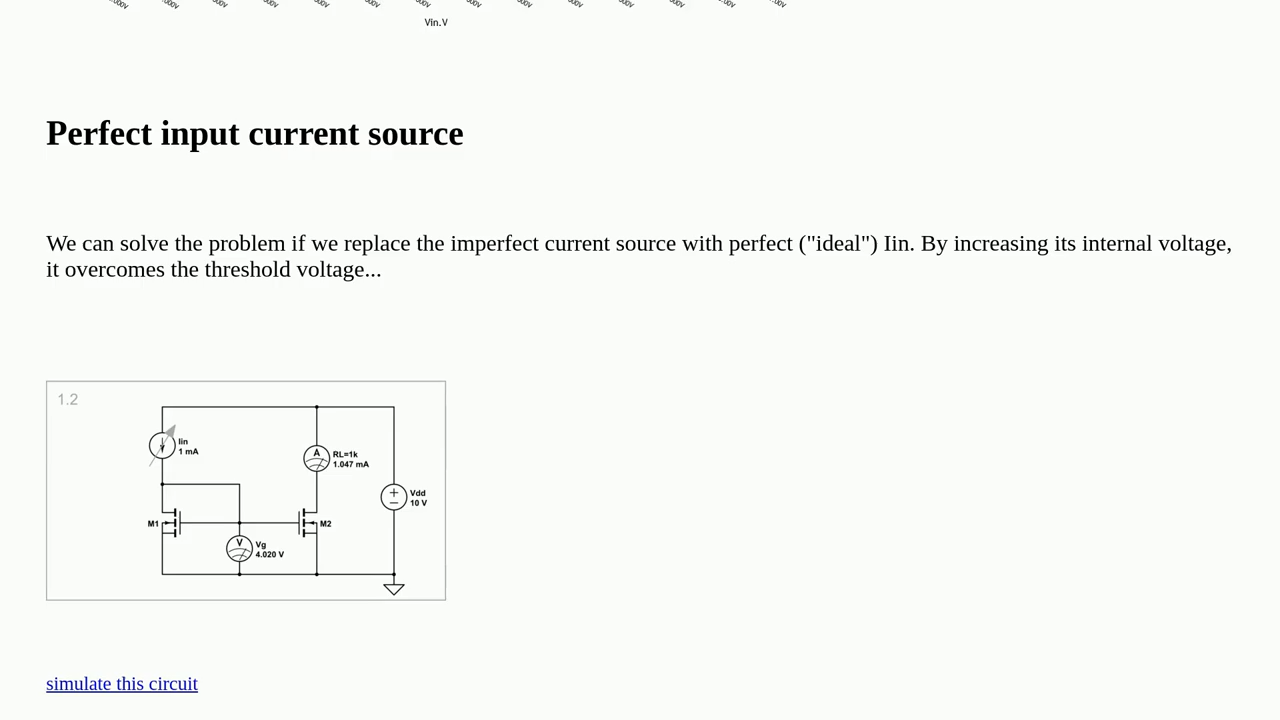 Vin.V
Perfect input current source
We can solve the problem if we replace the imperfect current source with perfect ("ideal") Iin. By increasing its internal voltage,
it overcomes the threshold voltage...
1.2
Iin
1 mA
A
RL=1k
1.047 mA
Vdd
10 V
M1
M2
V
Vg
4.020 V
simulate this circuit